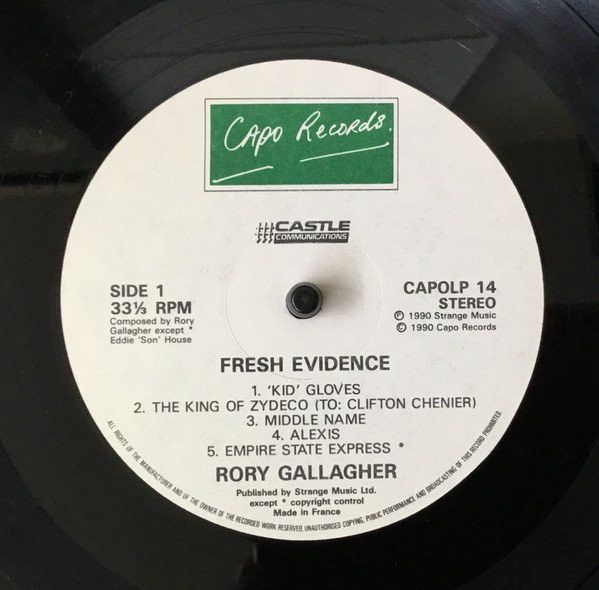 Capo Records.
CASTLE
COMMUNICATIONS
SIDE 1
33⅓ RPM
Composed by Rory
Gallagher except *
Eddie 'Son' House
CAPOLP 14
STEREO
℗ 1990 Strange Music
© 1990 Capo Records
FRESH EVIDENCE
1. 'KID' GLOVES
2. THE KING OF ZYDECO (TO: CLIFTON CHENIER)
3. MIDDLE NAME
4. ALEXIS
5. EMPIRE STATE EXPRESS *
RORY GALLAGHER
Published by Strange Music Ltd.
except * copyright control
Made in France
ALL RIGHTS OF THE MANUFACTURER AND OF THE OWNER OF THE RECORDED WORK RESERVED, UNAUTHORISED COPYING, PUBLIC PERFORMANCE AND BROADCASTING OF THIS RECORD PROHIBITED.